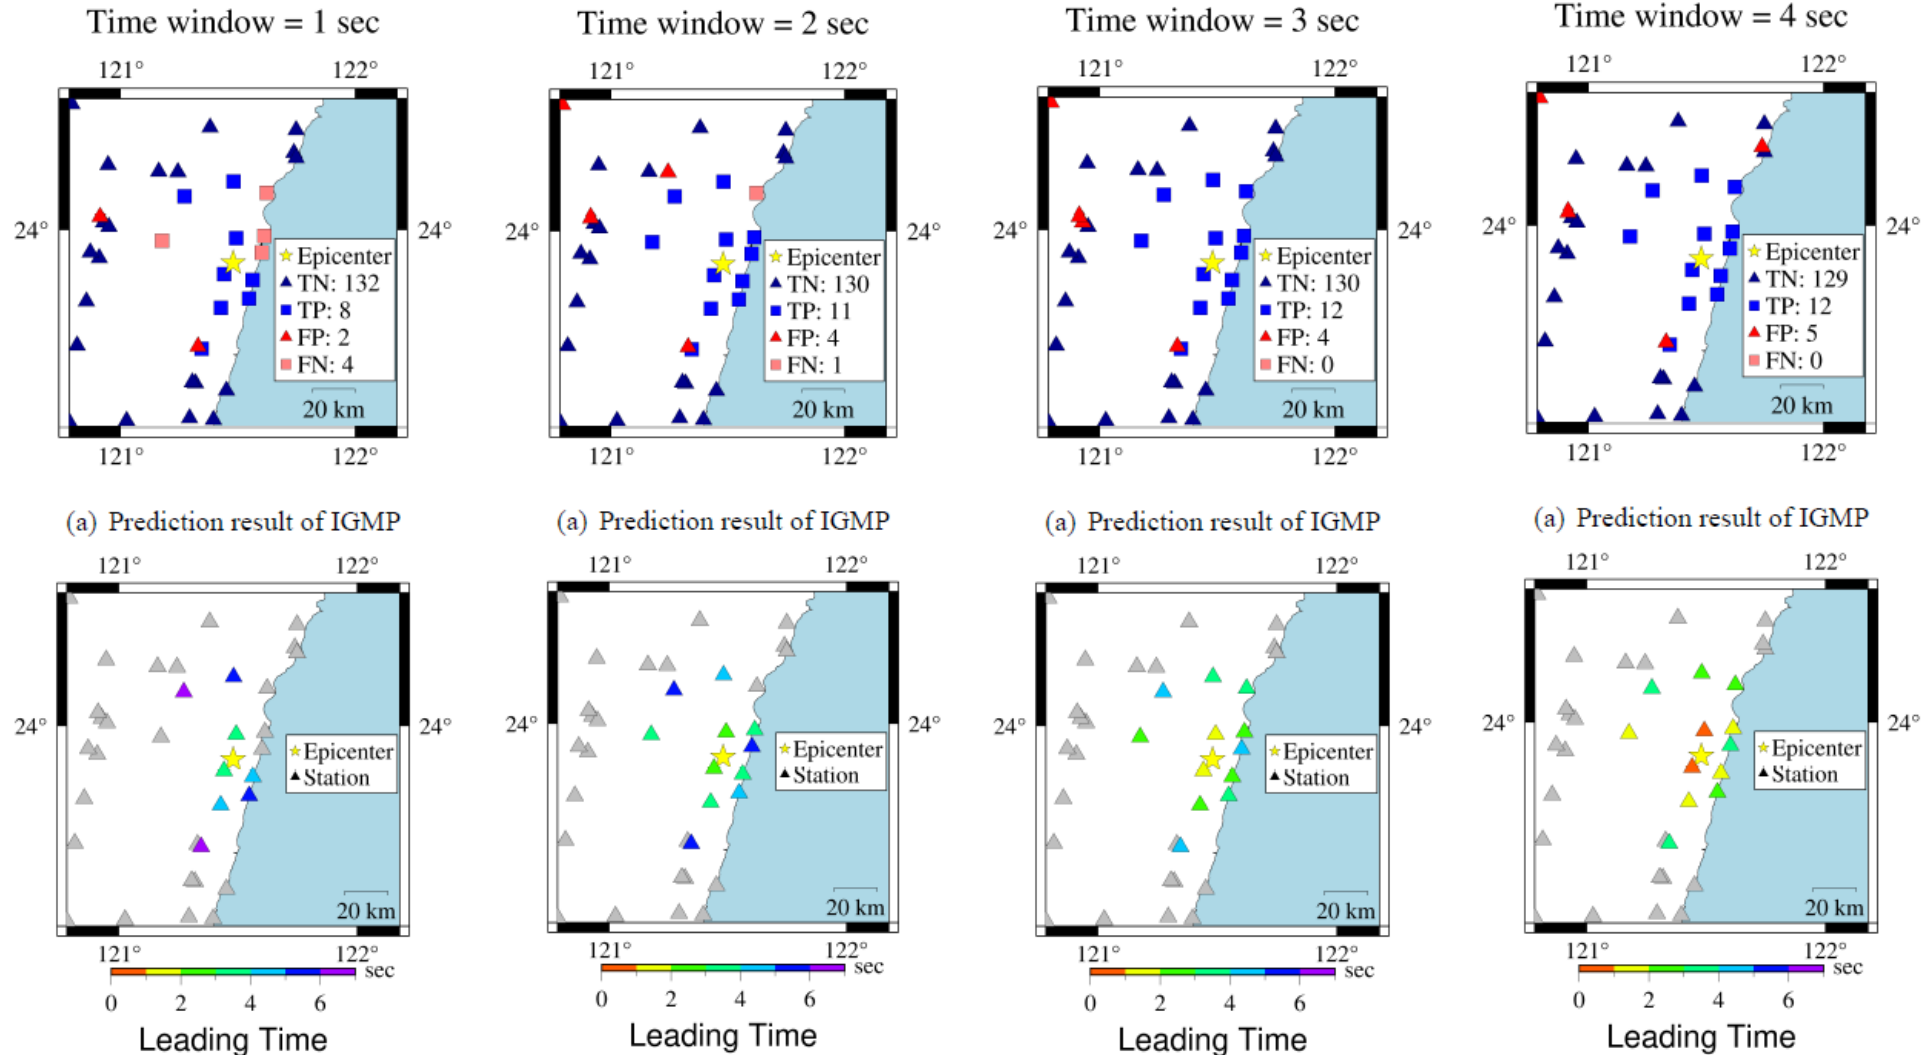 Time window = 1 sec
121° 122°
24° 24°
Epicenter
TN: 132
TP: 8
FP: 2
FN: 4
20 km
121° 122°
(a) Prediction result of IGMP
Time window = 2 sec
121° 122°
24°
Epicenter
TN: 130
TP: 11
FP: 4
FN: 1
20 km
121° 122°
(a) Prediction result of IGMP
Time window = 3 sec
121° 122°
24°
Epicenter
TN: 130
TP: 12
FP: 4
FN: 0
20 km
121° 122°
(a) Prediction result of IGMP
Time window = 4 sec
121° 122°
24°
Epicenter
TN: 129
TP: 12
FP: 5
FN: 0
20 km
121° 122°
(a) Prediction result of IGMP
121° 122°
24° 24°
Epicenter
Station
20 km
121° 122°
sec
0 2 4 6
Leading Time
121° 122°
24°
Epicenter
Station
20 km
121° 122°
sec
0 2 4 6
Leading Time
121° 122°
24°
Epicenter
Station
20 km
121° 122°
sec
0 2 4 6
Leading Time
121° 122°
24°
Epicenter
Station
20 km
121° 122°
sec
0 2 4 6
Leading Time